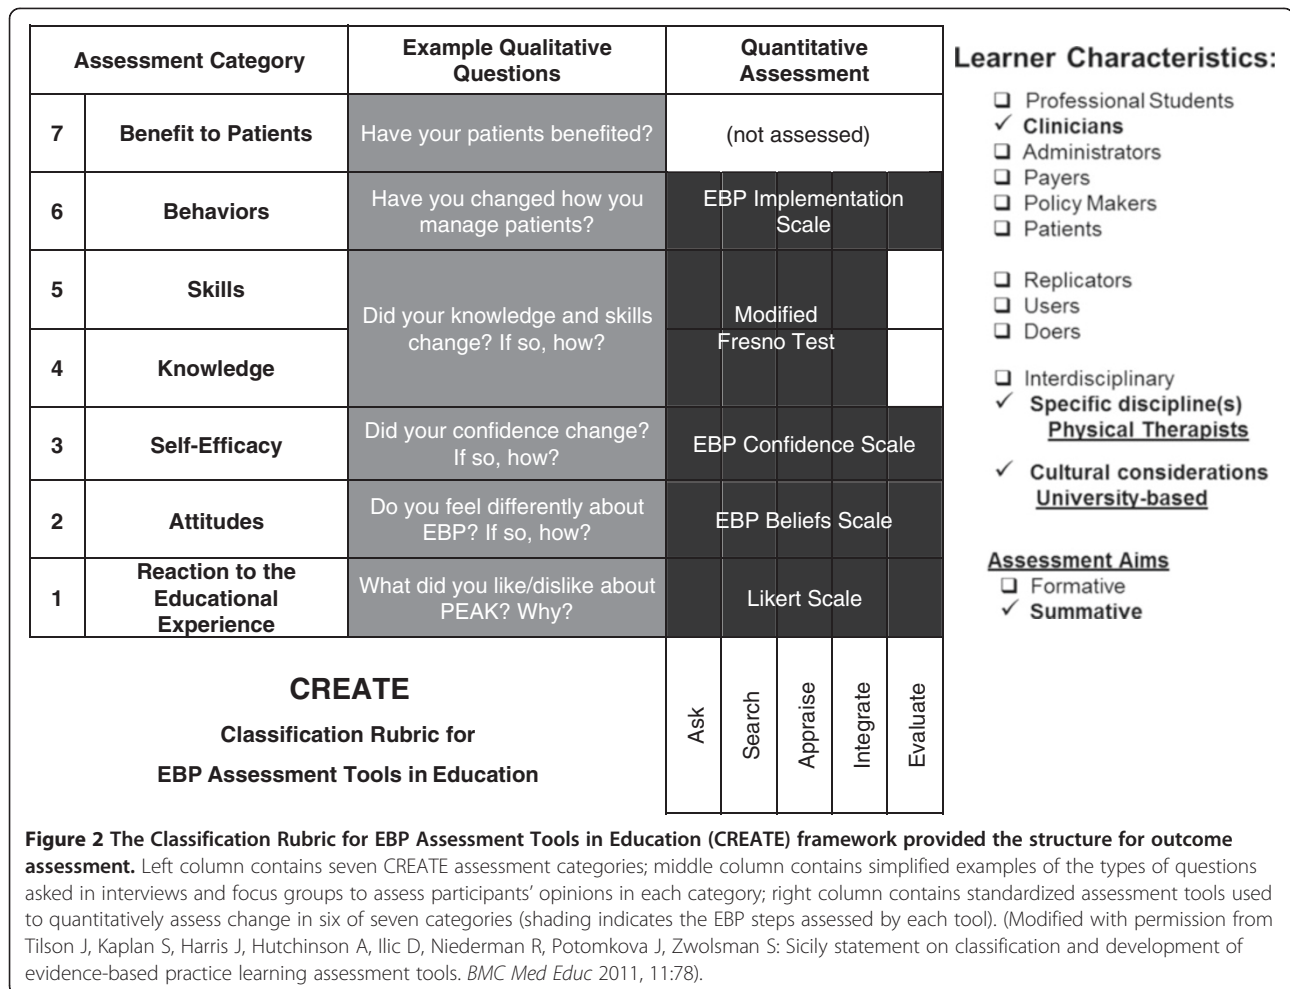 Assessment Category
Example Qualitative
Questions
Quantitative
Assessment
7
Benefit to Patients
Have your patients benefited?
(not assessed)
6
Behaviors
Have you changed how you
manage patients?
EBP Implementation
Scale
5
Skills
Did your knowledge and skills
change? If so, how?
Modified
Fresno Test
4
Knowledge
3
Self-Efficacy
Did your confidence change?
If so, how?
EBP Confidence Scale
2
Attitudes
Do you feel differently about
EBP? If so, how?
EBP Beliefs Scale
1
Reaction to the
Educational
Experience
What did you like/dislike about
PEAK? Why?
Likert Scale
CREATE
Classification Rubric for
EBP Assessment Tools in Education
Ask
Search
Appraise
Integrate
Evaluate
Learner Characteristics:
❑ Professional Students
✓ Clinicians
❑ Administrators
❑ Payers
❑ Policy Makers
❑ Patients
❑ Replicators
❑ Users
❑ Doers
❑ Interdisciplinary
✓ Specific discipline(s)
Physical Therapists
✓ Cultural considerations
University-based
Assessment Aims
❑ Formative
✓ Summative
Figure 2 The Classification Rubric for EBP Assessment Tools in Education (CREATE) framework provided the structure for outcome
assessment. Left column contains seven CREATE assessment categories; middle column contains simplified examples of the types of questions
asked in interviews and focus groups to assess participants' opinions in each category; right column contains standardized assessment tools used
to quantitatively assess change in six of seven categories (shading indicates the EBP steps assessed by each tool). (Modified with permission from
Tilson J, Kaplan S, Harris J, Hutchinson A, Ilic D, Niederman R, Potomkova J, Zwolsman S: Sicily statement on classification and development of
evidence-based practice learning assessment tools. BMC Med Educ 2011, 11:78).